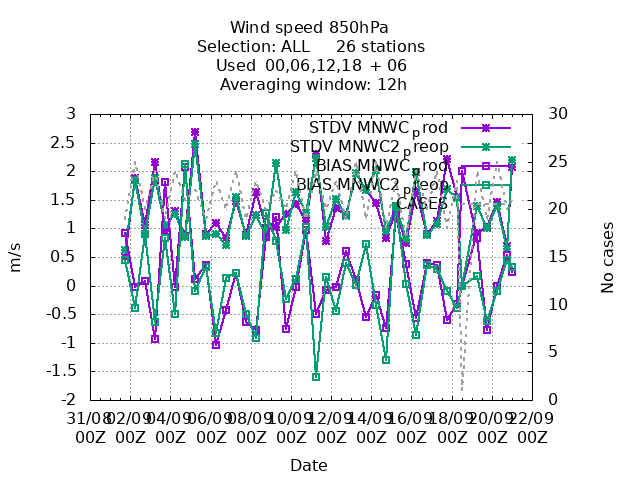 Wind speed 850hPa
Selection: ALL 26 stations
Used 00,06,12,18 + 06
Averaging window: 12h
3 30
STDV MNWC_prod
2.5
STDV MNWC2_preop
25
2
BIAS MNWC_prod
BIAS MNWC2_preop
1.5 20
CASES
1
0.5 15
m/s No cases
0
-0.5 10
-1
-1.5 5
-2 0
31/08 02/09 04/09 06/09 08/09 10/09 12/09 14/09 16/09 18/09 20/09 22/09
00Z 00Z 00Z 00Z 00Z 00Z 00Z 00Z 00Z 00Z 00Z 00Z
Date